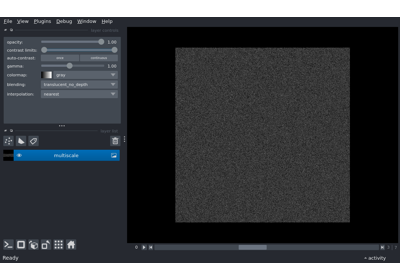 File View Plugins Debug Window Help
opacity: 1.00
contrast limits:
auto-contrast: once continuous
gamma: 1.00
colormap: gray
blending: translucent_no_depth
interpolation: nearest
multiscale
0
Ready
activity